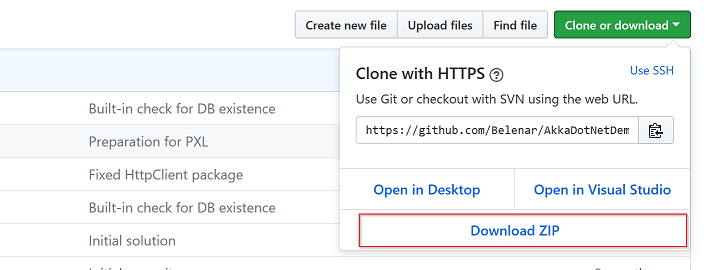 Create new file Upload files Find file Clone or download
Clone with HTTPS Use SSH
Use Git or checkout with SVN using the web URL.
https://github.com/Belenar/AkkaDotNetDem
Open in Desktop Open in Visual Studio
Download ZIP
Built-in check for DB existence
Preparation for PXL
Fixed HttpClient package
Built-in check for DB existence
Initial solution